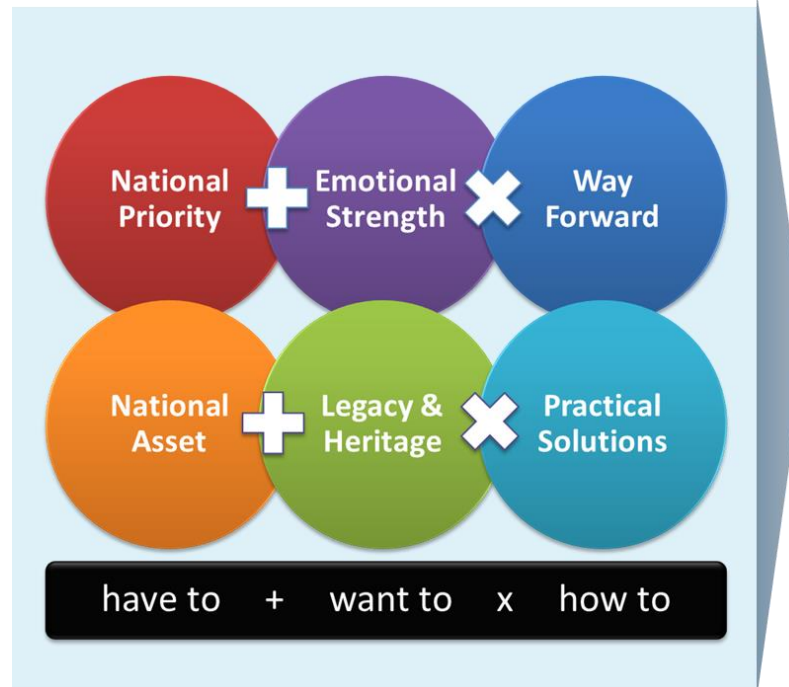 National Priority + Emotional Strength x Way Forward
National Asset + Legacy & Heritage x Practical Solutions
have to + want to x how to